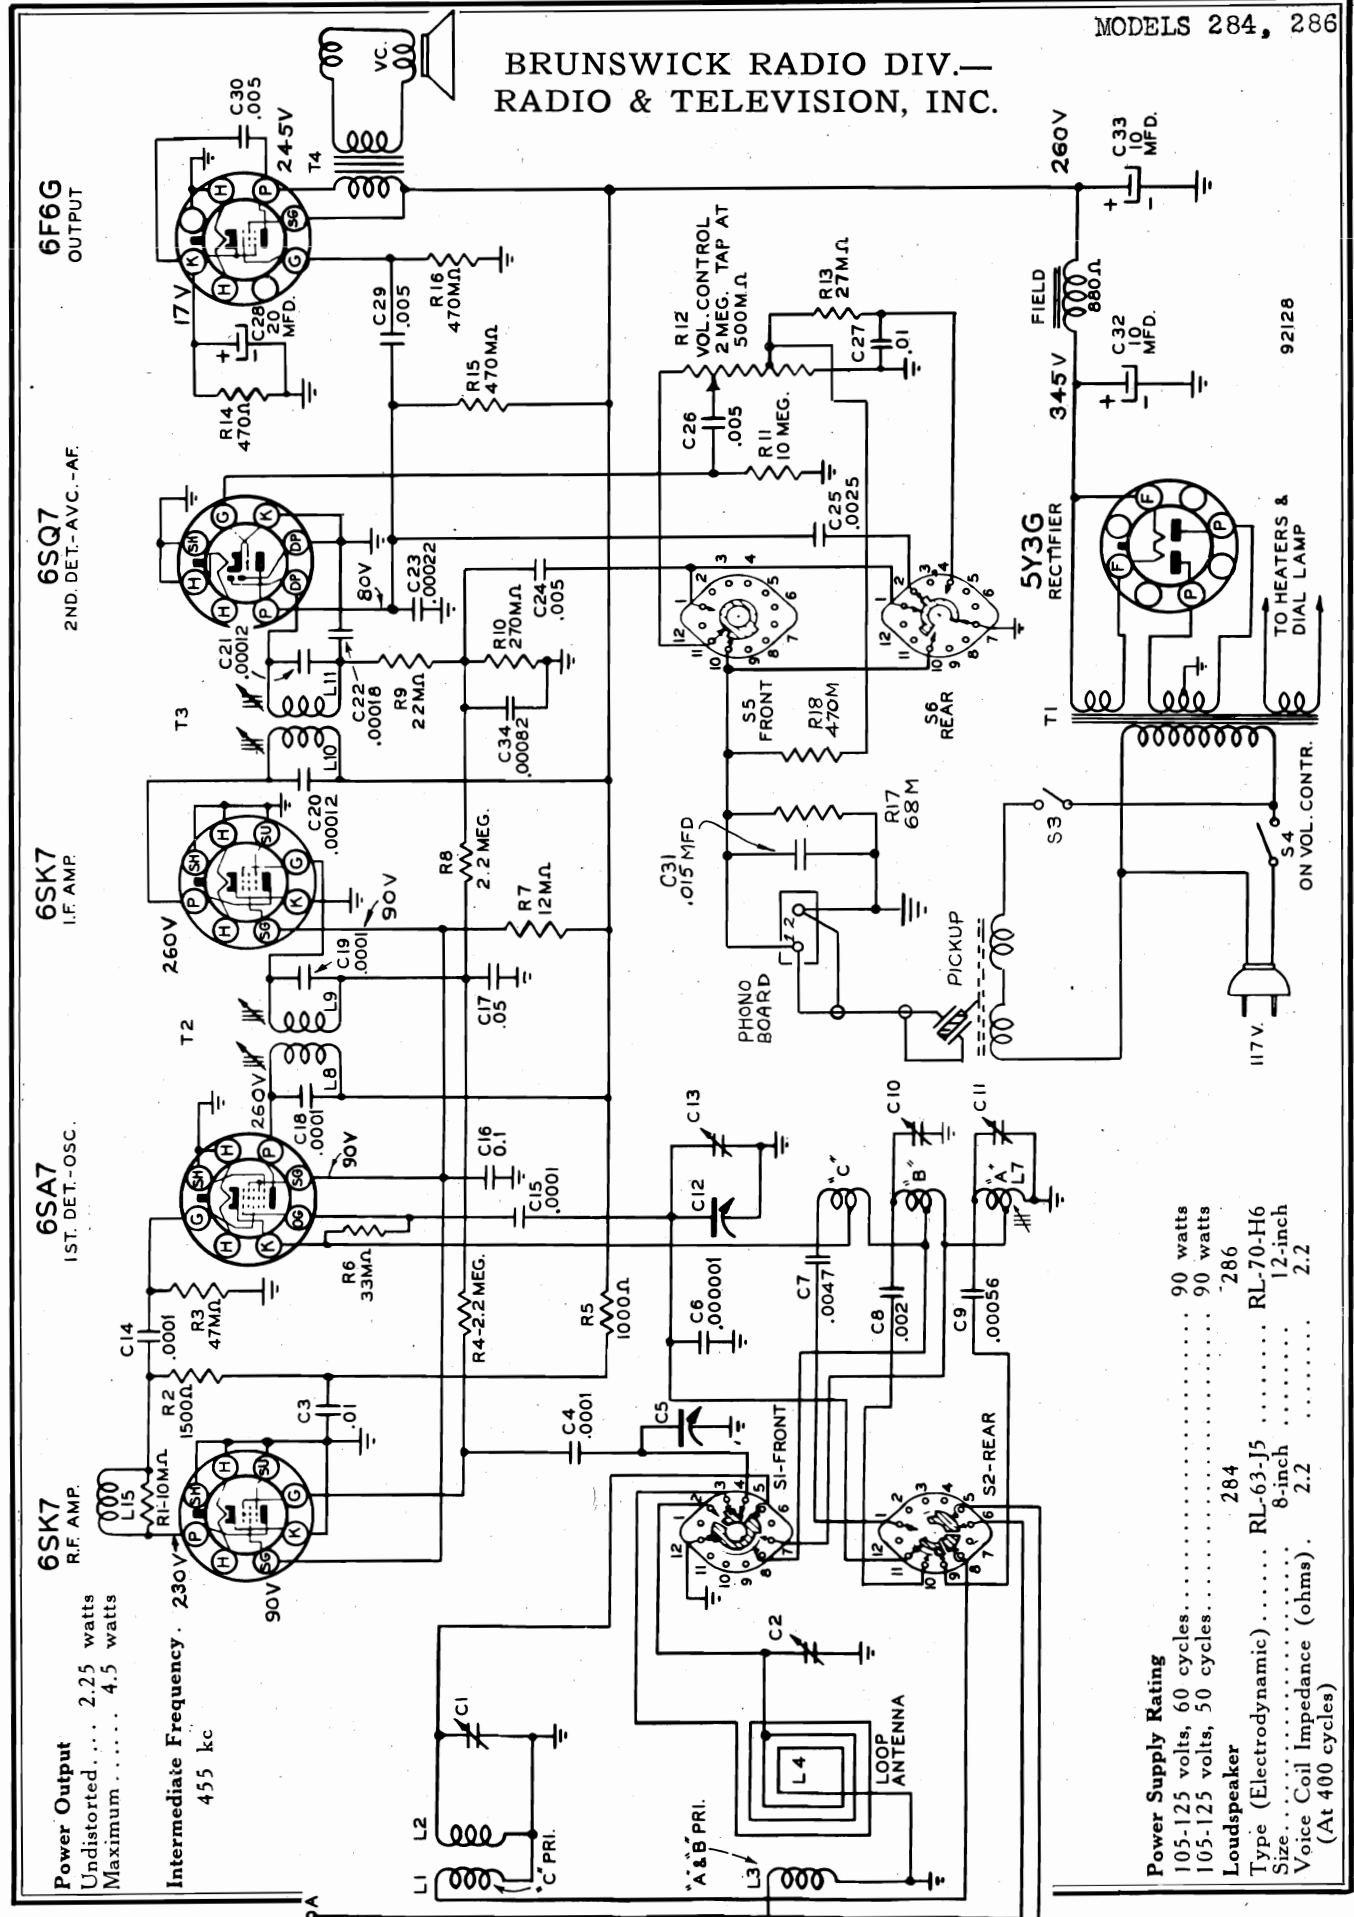 MODELS 284, 286
BRUNSWICK RADIO DIV.—
RADIO & TELEVISION, INC.
6SK7
R.F. AMP.
6SA7
1ST. DET.-OSC.
6SK7
I.F. AMP.
6SQ7
2ND. DET.-AVC.-AF.
6F6G
OUTPUT
Power Output
Undistorted.... 2.25 watts
Maximum...... 4.5 watts
Intermediate Frequency.
455 kc
230V
90V
L15
R1-10MΩ
R2
1500Ω
C3
.01
C14
.0001
R3
47MΩ
R6
33MΩ
260V
C18
.0001
L8
90V
C16
0.1
C15
.0001
T2
L9
C19
.0001
C17
.05
260V
90V
R7
12MΩ
R8
2.2 MEG.
R4-2.2 MEG.
R5
1000Ω
T3
L10
C20
.00012
L11
C21
.00012
C22
.00018
R9
22MΩ
C34
.00082
R10
270MΩ
80V
C23
.00022
C24
.005
17V
R14
470Ω
C28
20
MFD.
C29
.005
R16
470MΩ
R15
470MΩ
C30
.005
245V
T4
V.C.
R12
VOL. CONTROL
2 MEG. TAP AT
500MΩ
R13
27MΩ
C27
.01
C26
.005
R11
10 MEG.
C25
.0025
S5
FRONT
S6
REAR
R18
470M
R17
68M
C31
.015 MFD
PHONO
BOARD
1 2
PICKUP
S3
S4
ON VOL. CONTR.
117V.
T1
5Y3G
RECTIFIER
TO HEATERS &
DIAL LAMP
345V
C32
10
MFD.
FIELD
880Ω
260V
C33
10
MFD.
92128
C4
.0001
C5
C6
.000001
C12
C13
C7
.0047
"C"
C8
.002
"B"
C10
C9
.00056
"A"
L7
C11
S1-FRONT
S2-REAR
C1
C2
L1
L2
"C" PRI.
"A&B" PRI.
L3
L4
LOOP
ANTENNA
Power Supply Rating
105-125 volts, 60 cycles.................. 90 watts
105-125 volts, 50 cycles.................. 90 watts
Loudspeaker 284 286
Type (Electrodynamic)..... RL-63-J5 ....... RL-70-H6
Size................. 8-inch ....... 12-inch
Voice Coil Impedance (ohms). 2.2 ....... 2.2
(At 400 cycles)